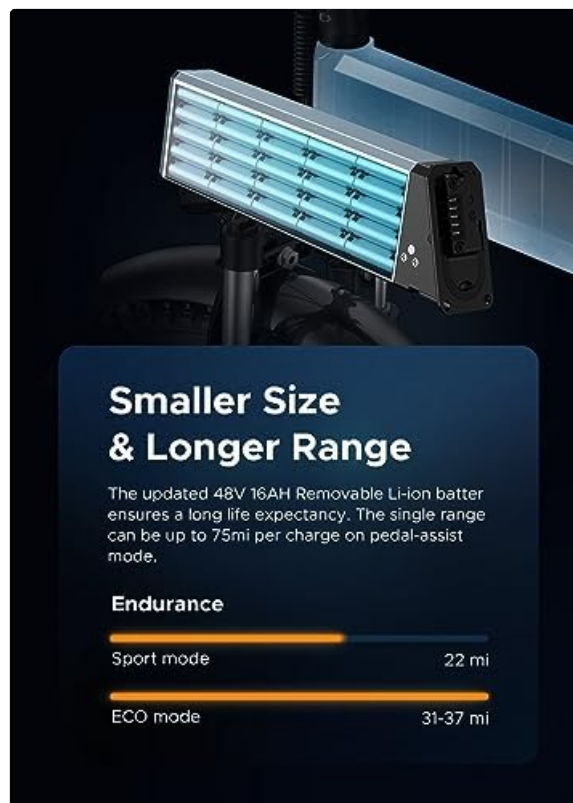 Smaller Size
& Longer Range
The updated 48V 16AH Removable Li-ion batter
ensures a long life expectancy. The single range
can be up to 75mi per charge on pedal-assist
mode.
Endurance
Sport mode 22 mi
ECO mode 31-37 mi